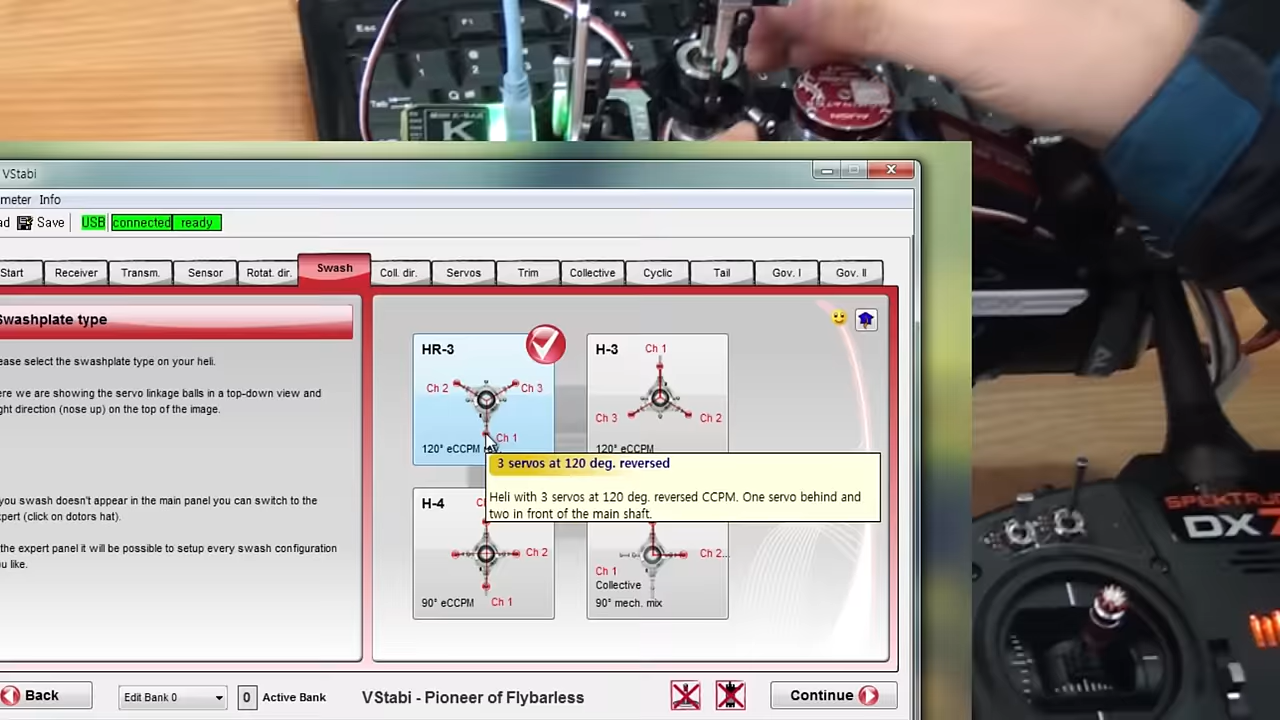 Esc
F1
F4
Tab
Q
K
VStabi
meter Info
ad Save USB connected ready
Start Receiver Transm. Sensor Rotat. dir. Swash Coll. dir. Servos Trim Collective Cyclic Tail Gov. I Gov. II
Swashplate type
ease select the swashplate type on your heli.
ere we are showing the servo linkage balls in a top-down view and
ght direction (nose up) on the top of the image.
you swash doesn't appear in the main panel you can switch to the
xpert (click on dotors hat).
the expert panel it will be possible to setup every swash configuration
ou like.
HR-3
Ch 2
Ch 3
Ch 1
120° eCCPM
H-3
Ch 1
Ch 3
Ch 2
120° eCCPM
3 servos at 120 deg. reversed
Heli with 3 servos at 120 deg. reversed CCPM. One servo behind and
two in front of the main shaft.
H-4
Ch 2
90° eCCPM
Ch 1
Ch 2...
Ch 1
Collective
90° mech. mix
Back
Edit Bank 0
0
Active Bank
VStabi - Pioneer of Flybarless
Continue
SPEKTRUM
DX7